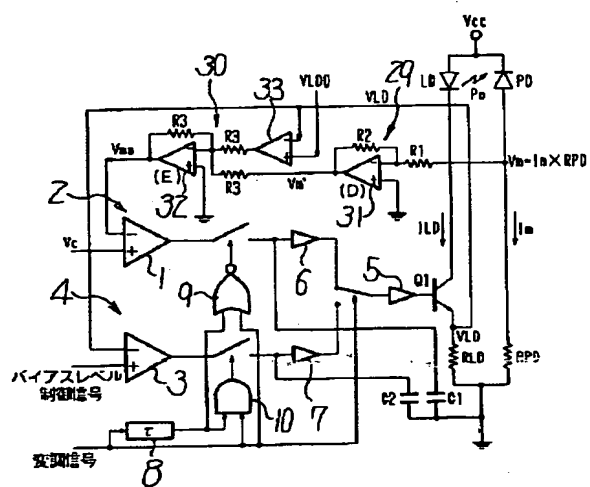 Vcc
LD
PD
Po
30
33
VLDO
VLD
29
R3
R3
R3
R2
R1
Vm=Im×RPD
Vm'
(E)
(D)
32
31
2
Vc
1
6
5
Q1
ILD
Im
9
4
VLD
RLD
RPD
3
7
10
C2
C1
バイアスレベル
制御信号
τ
変調信号
8